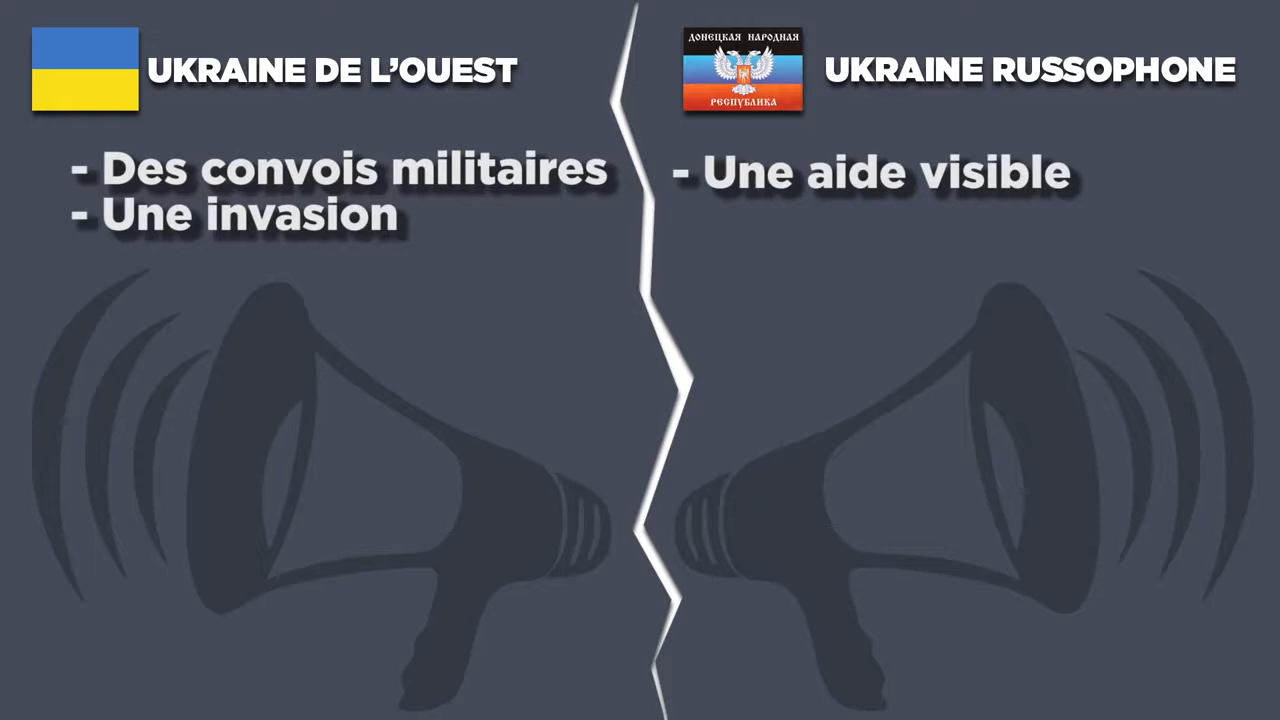 UKRAINE DE L’OUEST
- Des convois militaires
- Une invasion
ДОНЕЦКАЯ НАРОДНАЯ
РЕСПУБЛИКА
UKRAINE RUSSOPHONE
- Une aide visible